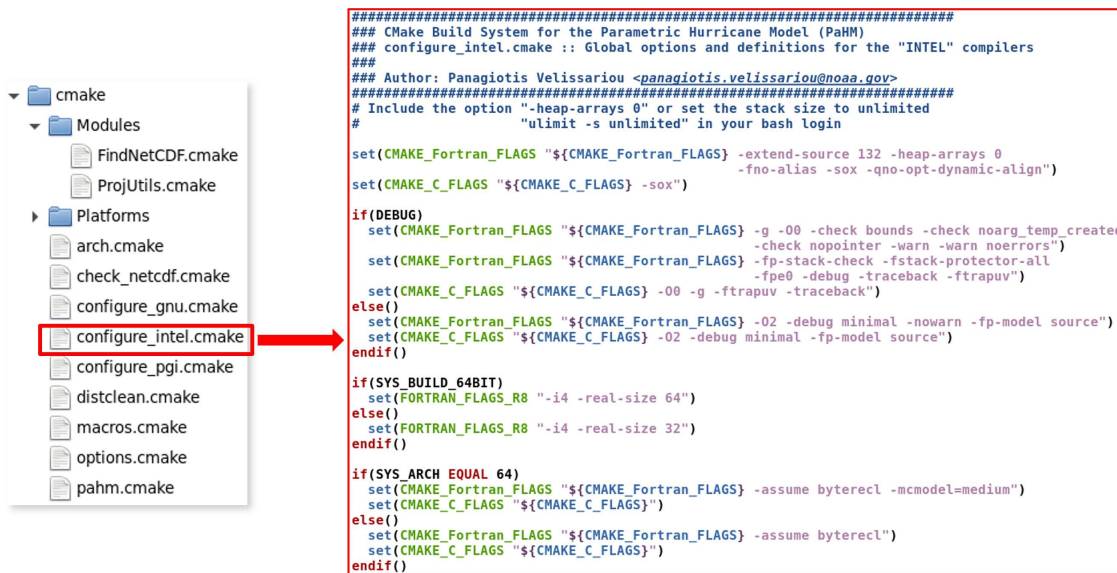 cmake
Modules
FindNetCDF.cmake
ProjUtils.cmake
Platforms
arch.cmake
check_netcdf.cmake
configure_gnu.cmake
configure_intel.cmake
configure_pgi.cmake
distclean.cmake
macros.cmake
options.cmake
pahm.cmake
###########################################################################
### CMake Build System for the Parametric Hurricane Model (PaHM)
### configure_intel.cmake :: Global options and definitions for the "INTEL" compilers
###
### Author: Panagiotis Velissariou <panagiotis.velissariou@noaa.gov>
###########################################################################
# Include the option "-heap-arrays 0" or set the stack size to unlimited
#                    "ulimit -s unlimited" in your bash login
set(CMAKE_Fortran_FLAGS "${CMAKE_Fortran_FLAGS} -extend-source 132 -heap-arrays 0
-fno-alias -sox -qno-opt-dynamic-align")
set(CMAKE_C_FLAGS "${CMAKE_C_FLAGS} -sox")
if(DEBUG)
set(CMAKE_Fortran_FLAGS "${CMAKE_Fortran_FLAGS} -g -O0 -check bounds -check noarg_temp_created
-check nopointer -warn -warn noerrors")
set(CMAKE_Fortran_FLAGS "${CMAKE_Fortran_FLAGS} -fp-stack-check -fstack-protector-all
-fpe0 -debug -traceback -ftrapuv")
set(CMAKE_C_FLAGS "${CMAKE_C_FLAGS} -O0 -g -ftrapuv -traceback")
else()
set(CMAKE_Fortran_FLAGS "${CMAKE_Fortran_FLAGS} -O2 -debug minimal -nowarn -fp-model source")
set(CMAKE_C_FLAGS "${CMAKE_C_FLAGS} -O2 -debug minimal -fp-model source")
endif()
if(SYS_BUILD_64BIT)
set(FORTRAN_FLAGS_R8 "-i4 -real-size 64")
else()
set(FORTRAN_FLAGS_R8 "-i4 -real-size 32")
endif()
if(SYS_ARCH EQUAL 64)
set(CMAKE_Fortran_FLAGS "${CMAKE_Fortran_FLAGS} -assume byterecl -mcmodel=medium")
set(CMAKE_C_FLAGS "${CMAKE_C_FLAGS}")
else()
set(CMAKE_Fortran_FLAGS "${CMAKE_Fortran_FLAGS} -assume byterecl")
set(CMAKE_C_FLAGS "${CMAKE_C_FLAGS}")
endif()